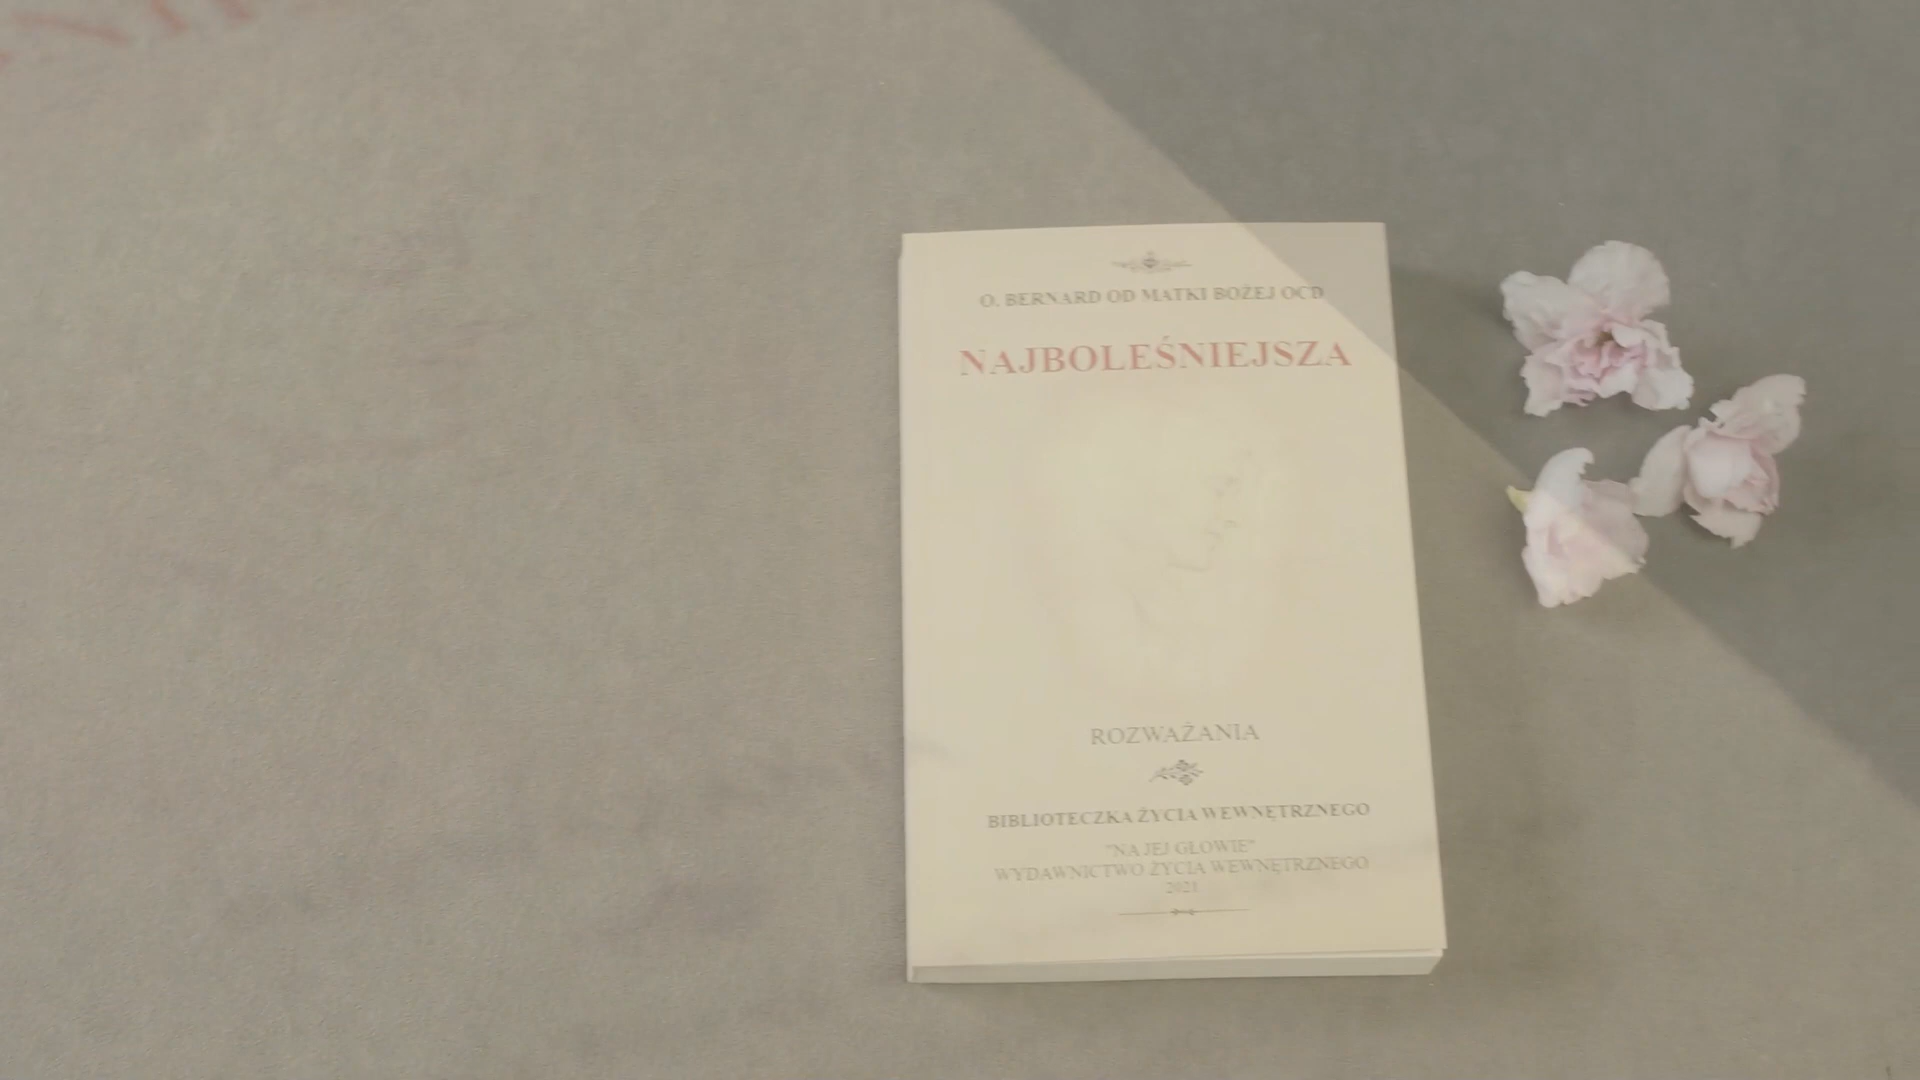 O. BERNARD OD MATKI BOŻEJ OCD
NAJBOLEŚNIEJSZA
ROZWAŻANIA
BIBLIOTECZKA ŻYCIA WEWNĘTRZNEGO
"NA JEJ GŁOWIE"
WYDAWNICTWO ŻYCIA WEWNĘTRZNEGO
2021